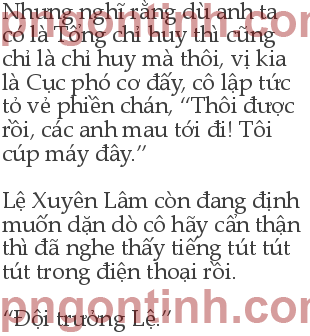 Nhưng nghĩ rằng dù anh ta
có là Tổng chỉ huy thì cũng
chỉ là chỉ huy mà thôi, vị kia
là Cục phó cơ đấy, cô lập tức
tỏ vẻ phiền chán, “Thôi được
rồi, các anh mau tới đi! Tôi
cúp máy đây.”
Lệ Xuyên Lâm còn đang định
muốn dặn dò cô hãy cẩn thận
thì đã nghe thấy tiếng tút tút
tút trong điện thoại rồi.
“Đội trưởng Lệ.”
pngontinh.com
pngontinh.com